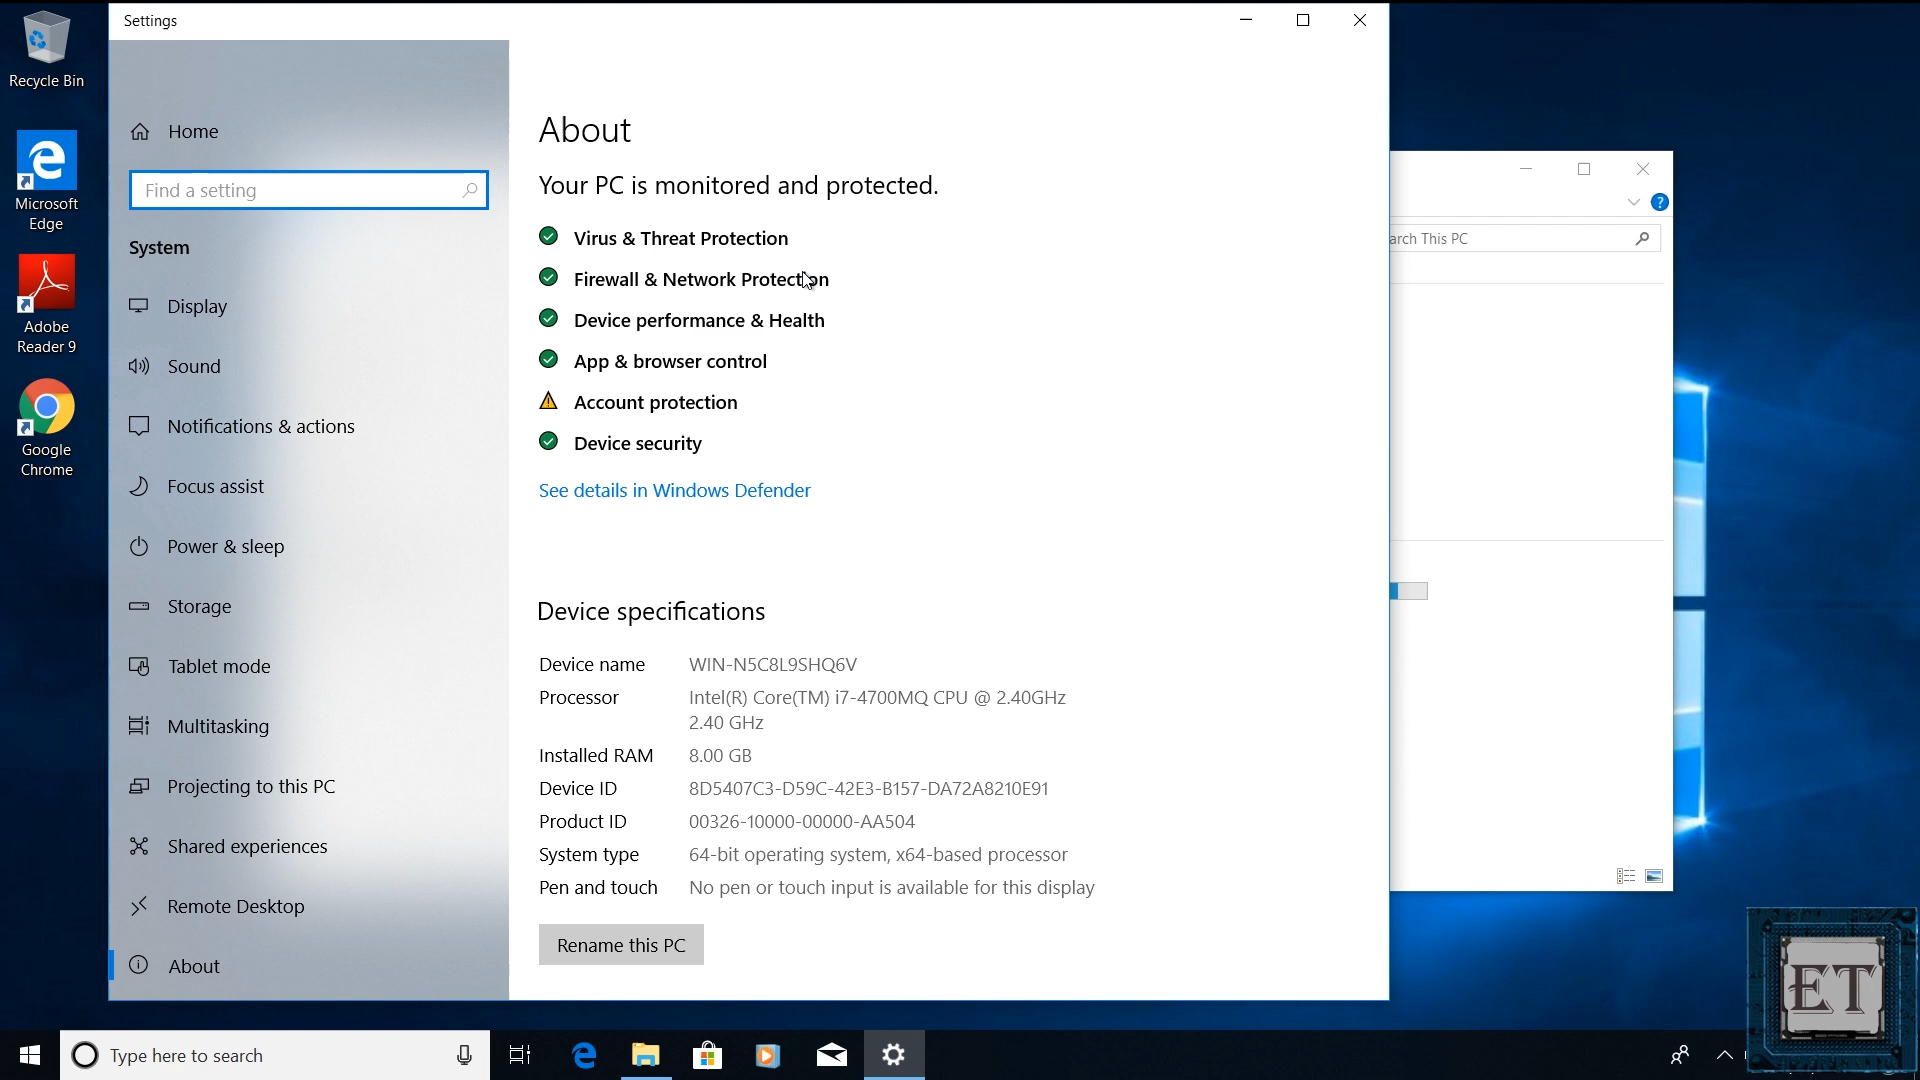 Settings
Recycle Bin
Microsoft
Edge
Adobe
Reader 9
Google
Chrome
Home
Find a setting
System
Display
Sound
Notifications & actions
Focus assist
Power & sleep
Storage
Tablet mode
Multitasking
Projecting to this PC
Shared experiences
Remote Desktop
About
About
Your PC is monitored and protected.
Virus & Threat Protection
Firewall & Network Protection
Device performance & Health
App & browser control
Account protection
Device security
See details in Windows Defender
Device specifications
Device name WIN-N5C8L9SHQ6V
Processor Intel(R) Core(TM) i7-4700MQ CPU @ 2.40GHz
2.40 GHz
Installed RAM 8.00 GB
Device ID 8D5407C3-D59C-42E3-B157-DA72A8210E91
Product ID 00326-10000-00000-AA504
System type 64-bit operating system, x64-based processor
Pen and touch No pen or touch input is available for this display
Rename this PC
arch This PC
ET
Type here to search